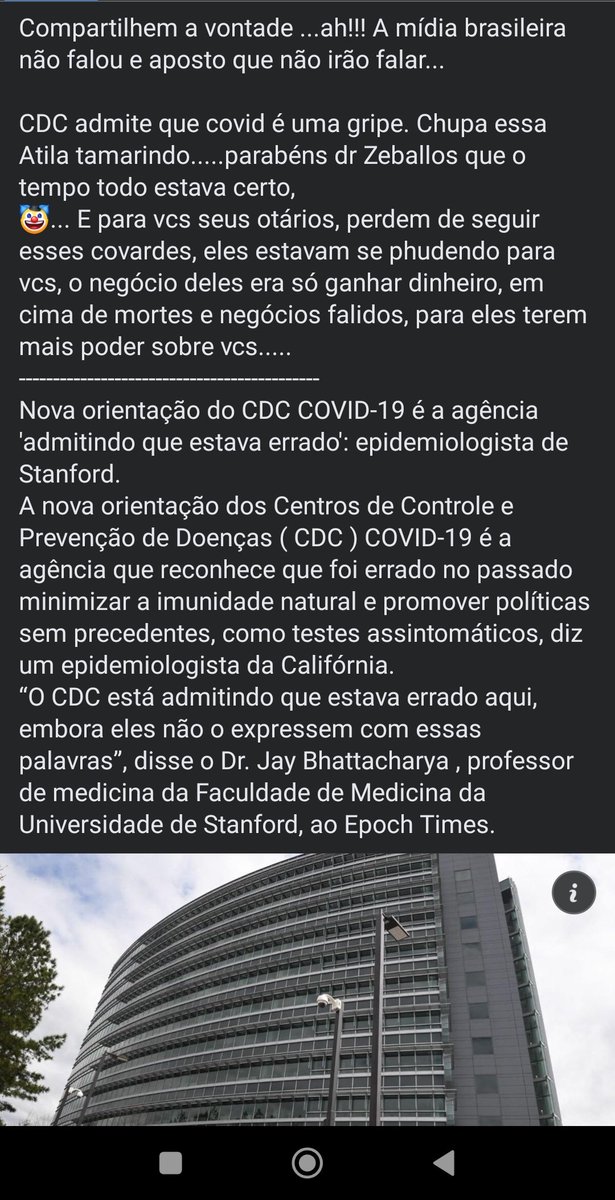 Compartilhem a vontade ...ah!!! A mídia brasileira
não falou e aposto que não irão falar...
CDC admite que covid é uma gripe. Chupa essa
Atila tamarindo.....parabéns dr Zeballos que o
tempo todo estava certo,
🤡... E para vcs seus otários, perdem de seguir
esses covardes, eles estavam se phudendo para
vcs, o negócio deles era só ganhar dinheiro, em
cima de mortes e negócios falidos, para eles terem
mais poder sobre vcs.....
--------------------------------------------
Nova orientação do CDC COVID-19 é a agência
'admitindo que estava errado': epidemiologista de
Stanford.
A nova orientação dos Centros de Controle e
Prevenção de Doenças ( CDC ) COVID-19 é a
agência que reconhece que foi errado no passado
minimizar a imunidade natural e promover políticas
sem precedentes, como testes assintomáticos, diz
um epidemiologista da Califórnia.
“O CDC está admitindo que estava errado aqui,
embora eles não o expressem com essas
palavras”, disse o Dr. Jay Bhattacharya , professor
de medicina da Faculdade de Medicina da
Universidade de Stanford, ao Epoch Times.